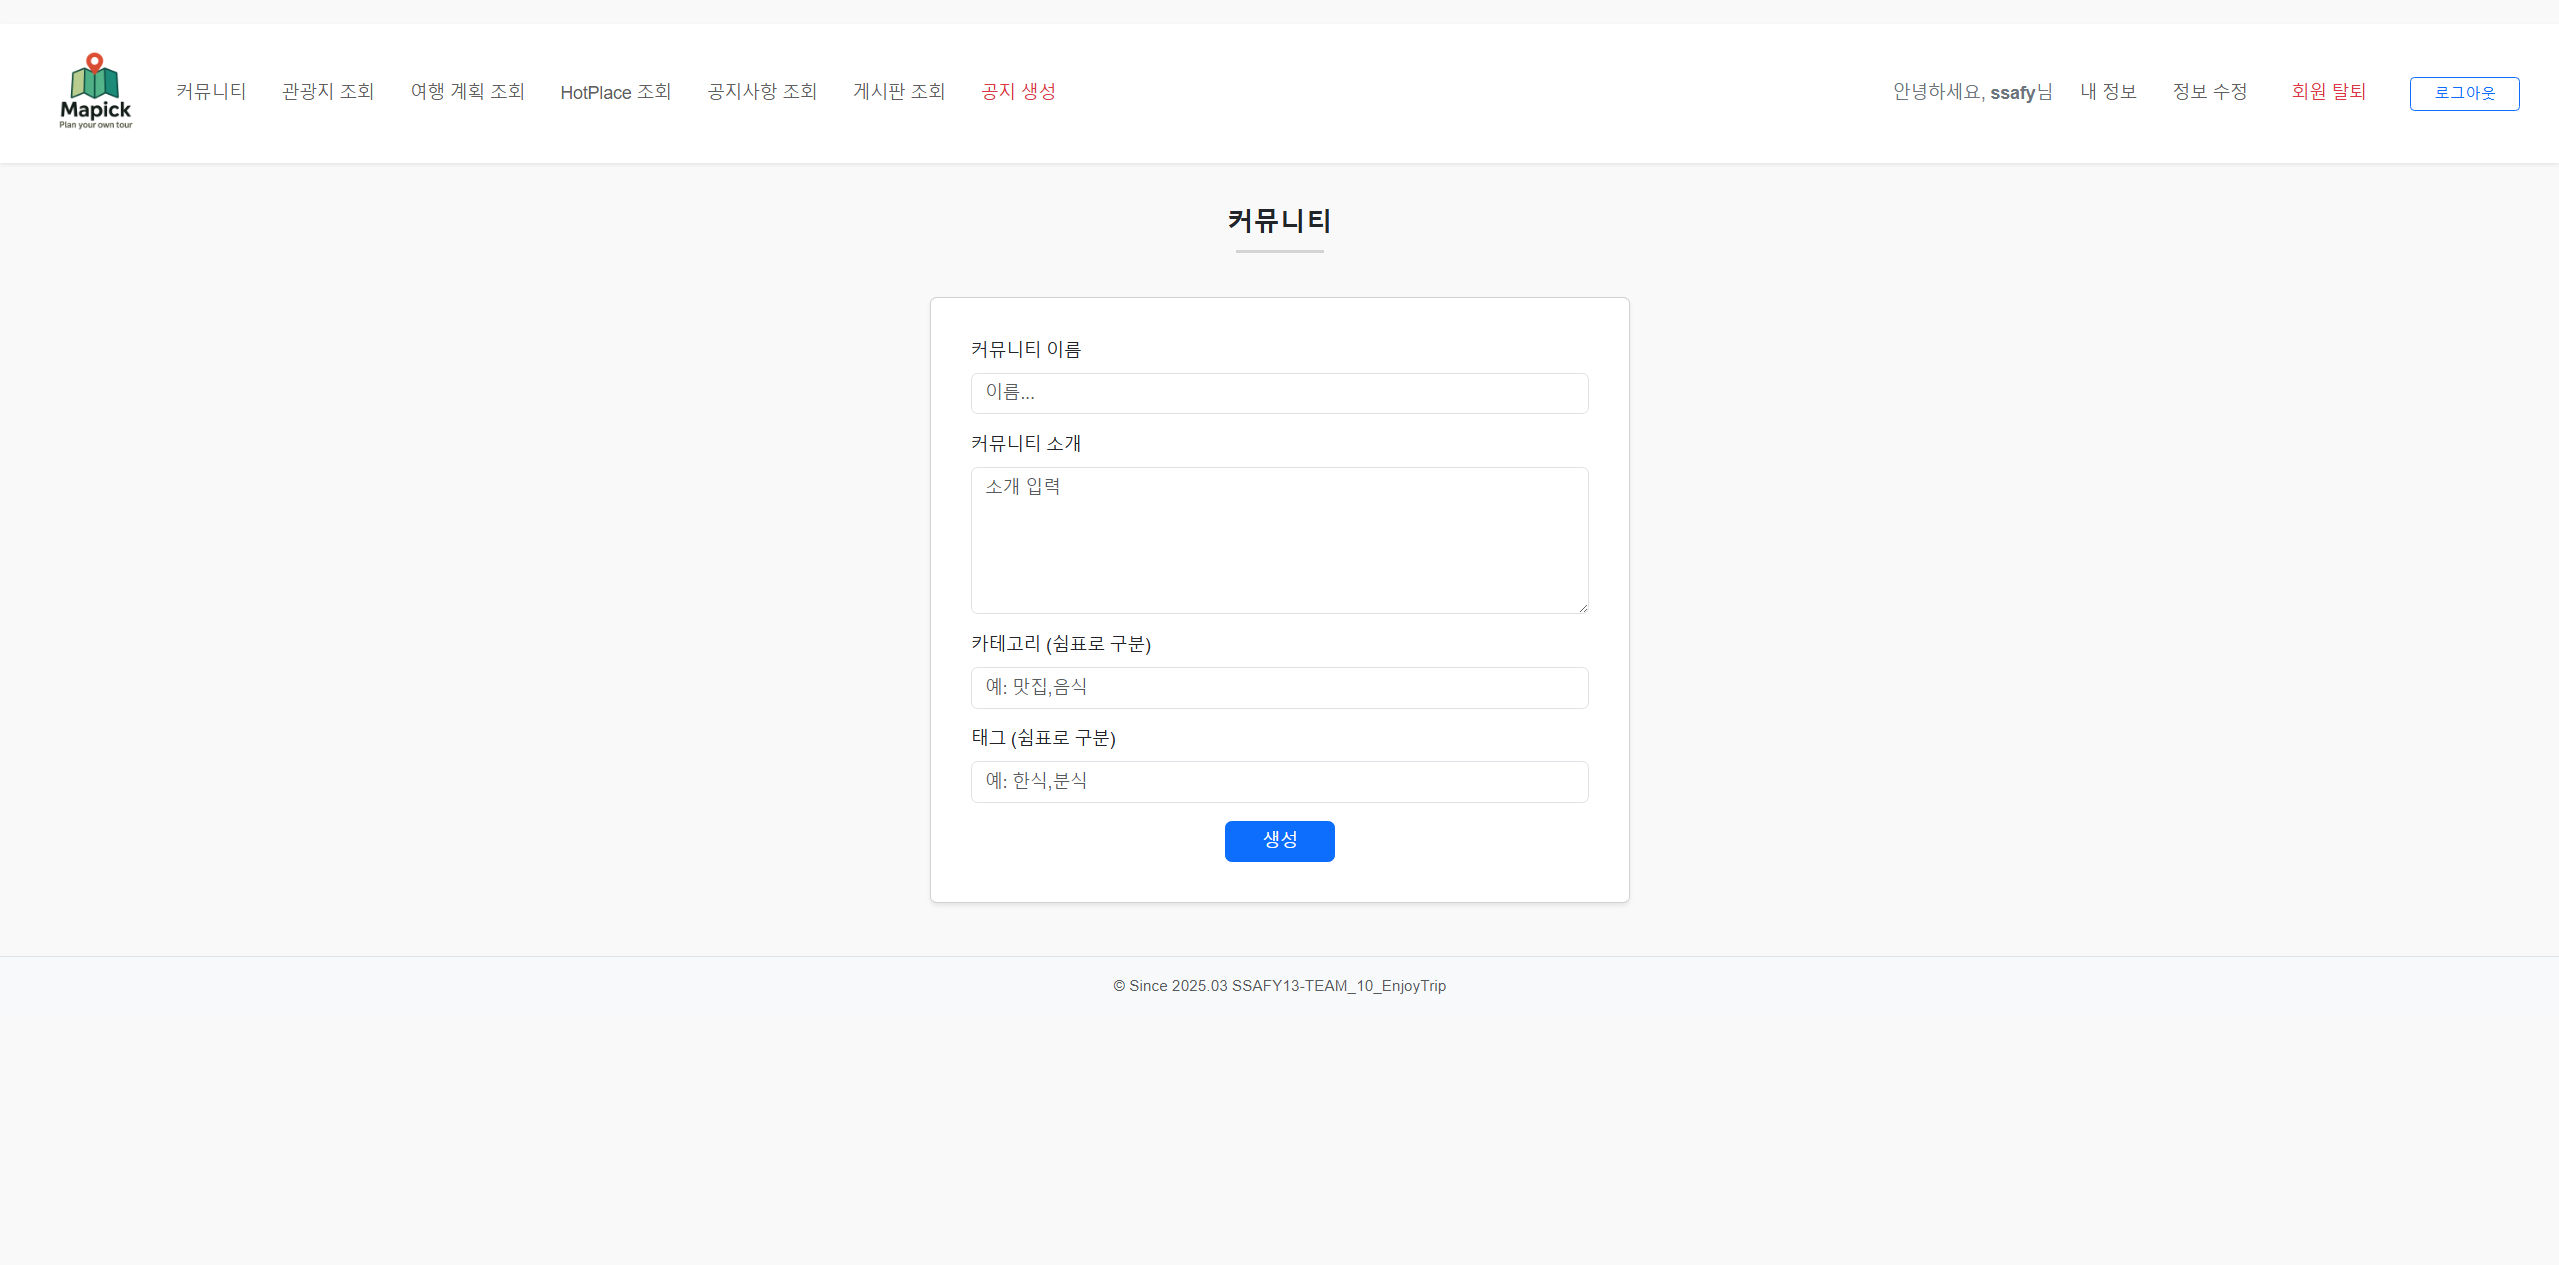 Mapick
Plan your own tour
커뮤니티 관광지 조회 여행 계획 조회 HotPlace 조회 공지사항 조회 게시판 조회 공지 생성
안녕하세요, ssafy님 내 정보 정보 수정 회원 탈퇴 로그아웃
커뮤니티
커뮤니티 이름
이름...
커뮤니티 소개
소개 입력
카테고리 (쉼표로 구분)
예: 맛집,음식
태그 (쉼표로 구분)
예: 한식,분식
생성
© Since 2025.03 SSAFY13-TEAM_10_EnjoyTrip